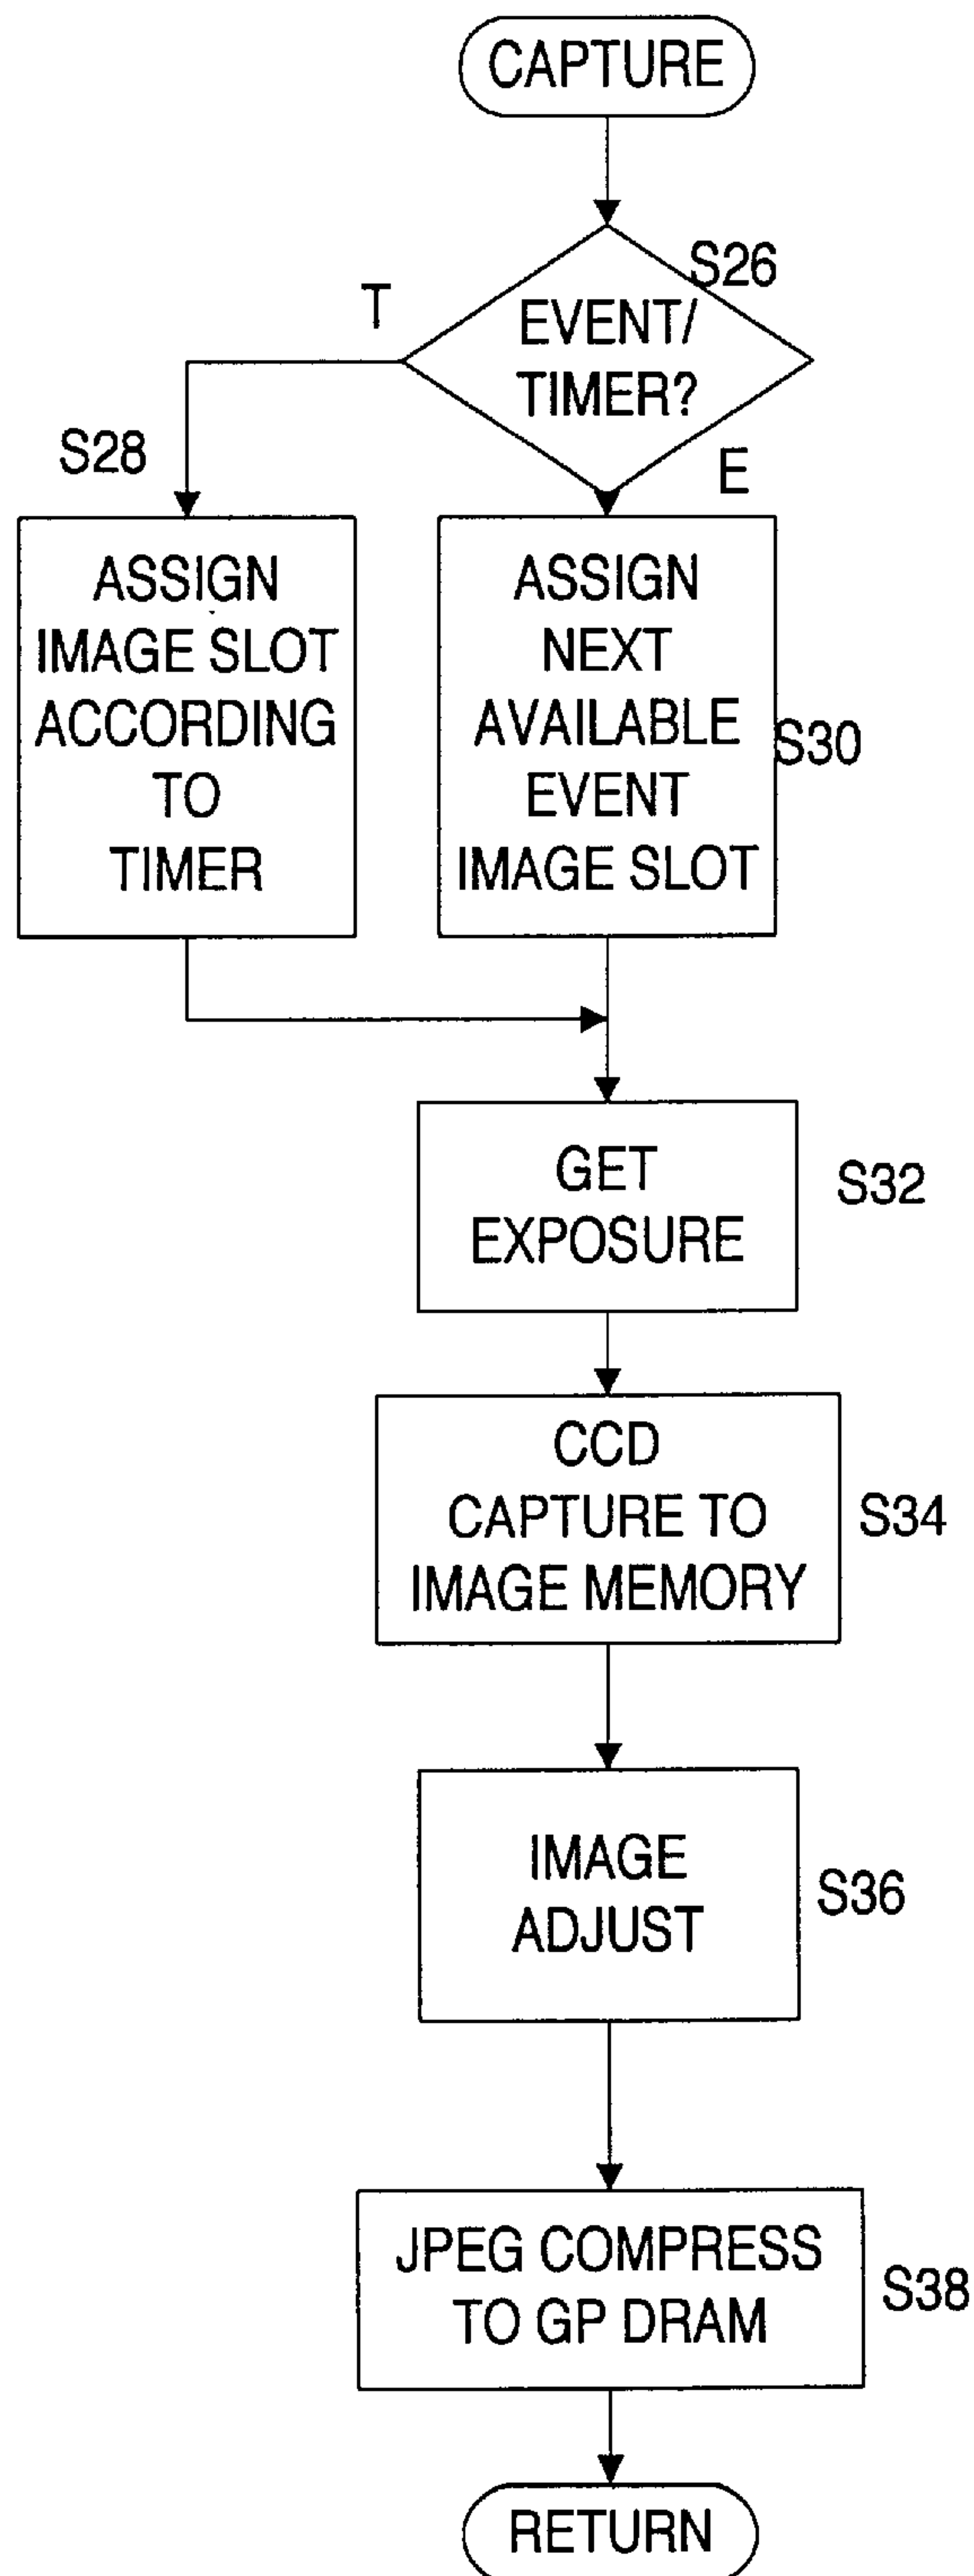 CAPTURE
S26
T
EVENT/
TIMER?
E
S28
ASSIGN
IMAGE SLOT
ACCORDING
TO
TIMER
ASSIGN
NEXT
AVAILABLE
EVENT
IMAGE SLOT
S30
GET
EXPOSURE
S32
CCD
CAPTURE TO
IMAGE MEMORY
S34
IMAGE
ADJUST
S36
JPEG COMPRESS
TO GP DRAM
S38
RETURN